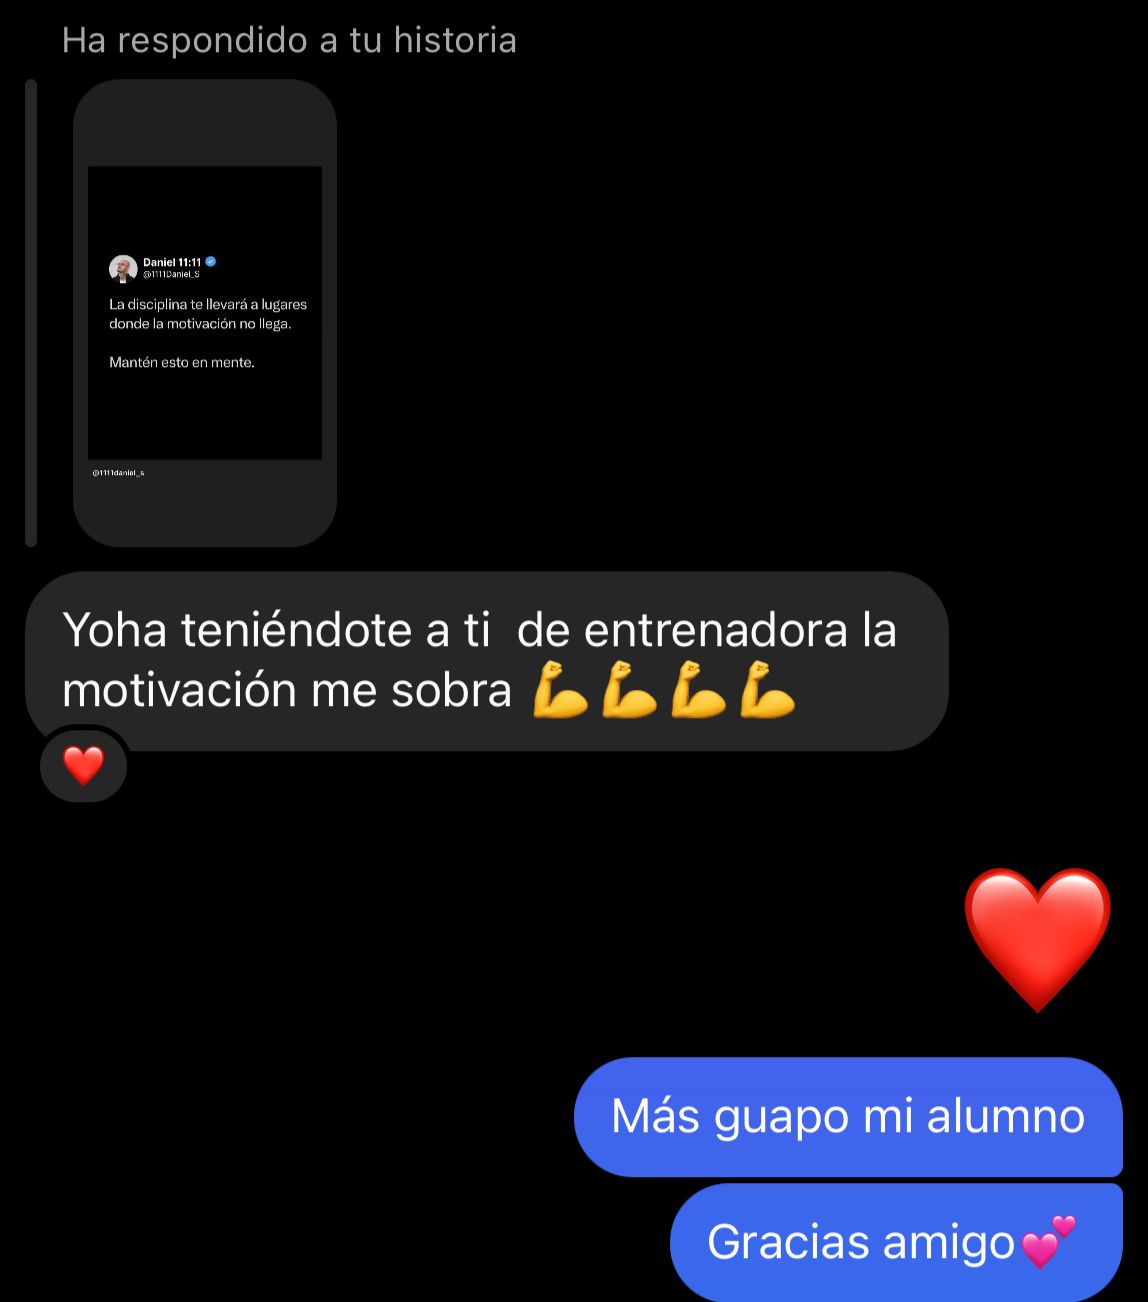 Ha respondido a tu historia
Daniel 11:11
@1111Daniel_S
La disciplina te llevará a lugares
donde la motivación no llega.
Mantén esto en mente.
@1111daniel_s
Yoha teniéndote a ti  de entrenadora la
motivación me sobra 💪💪💪💪
❤️
❤️
Más guapo mi alumno
Gracias amigo💕